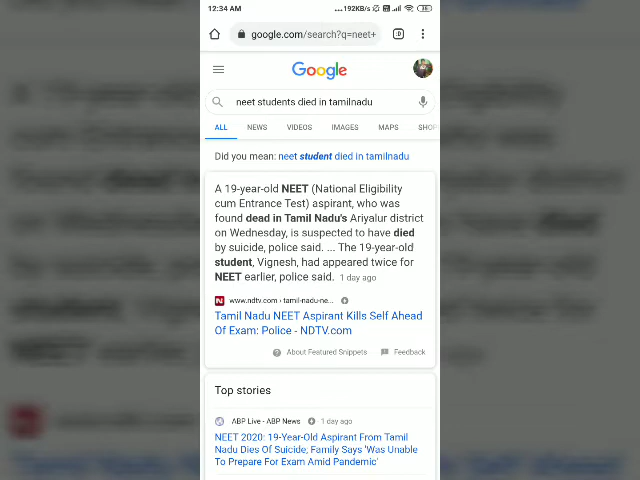 12:34 AM
...192KB/s
google.com/search?q=neet+
:D
Google
neet students died in tamilnadu
ALL NEWS VIDEOS IMAGES MAPS SHOP
Did you mean: neet student died in tamilnadu
A 19-year-old NEET (National Eligibility
cum Entrance Test) aspirant, who was
found dead in Tamil Nadu's Ariyalur district
on Wednesday, is suspected to have died
by suicide, police said. ... The 19-year-old
student, Vignesh, had appeared twice for
NEET earlier, police said. 1 day ago
N www.ndtv.com › tamil-nadu-ne...
Tamil Nadu NEET Aspirant Kills Self Ahead
Of Exam: Police - NDTV.com
About Featured Snippets Feedback
Top stories
ABP Live - ABP News 1 day ago
NEET 2020: 19-Year-Old Aspirant From Tamil
Nadu Dies Of Suicide; Family Says 'Was Unable
To Prepare For Exam Amid Pandemic'